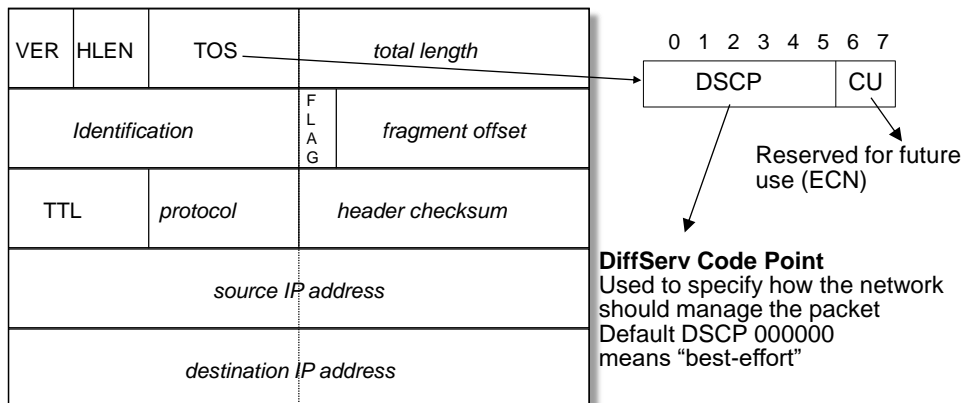 VER HLEN TOS total length
0 1 2 3 4 5 6 7
DSCP CU
Identification FLAG fragment offset
Reserved for future
use (ECN)
TTL protocol header checksum
source IP address
destination IP address
DiffServ Code Point
Used to specify how the network
should manage the packet
Default DSCP 000000
means “best-effort”